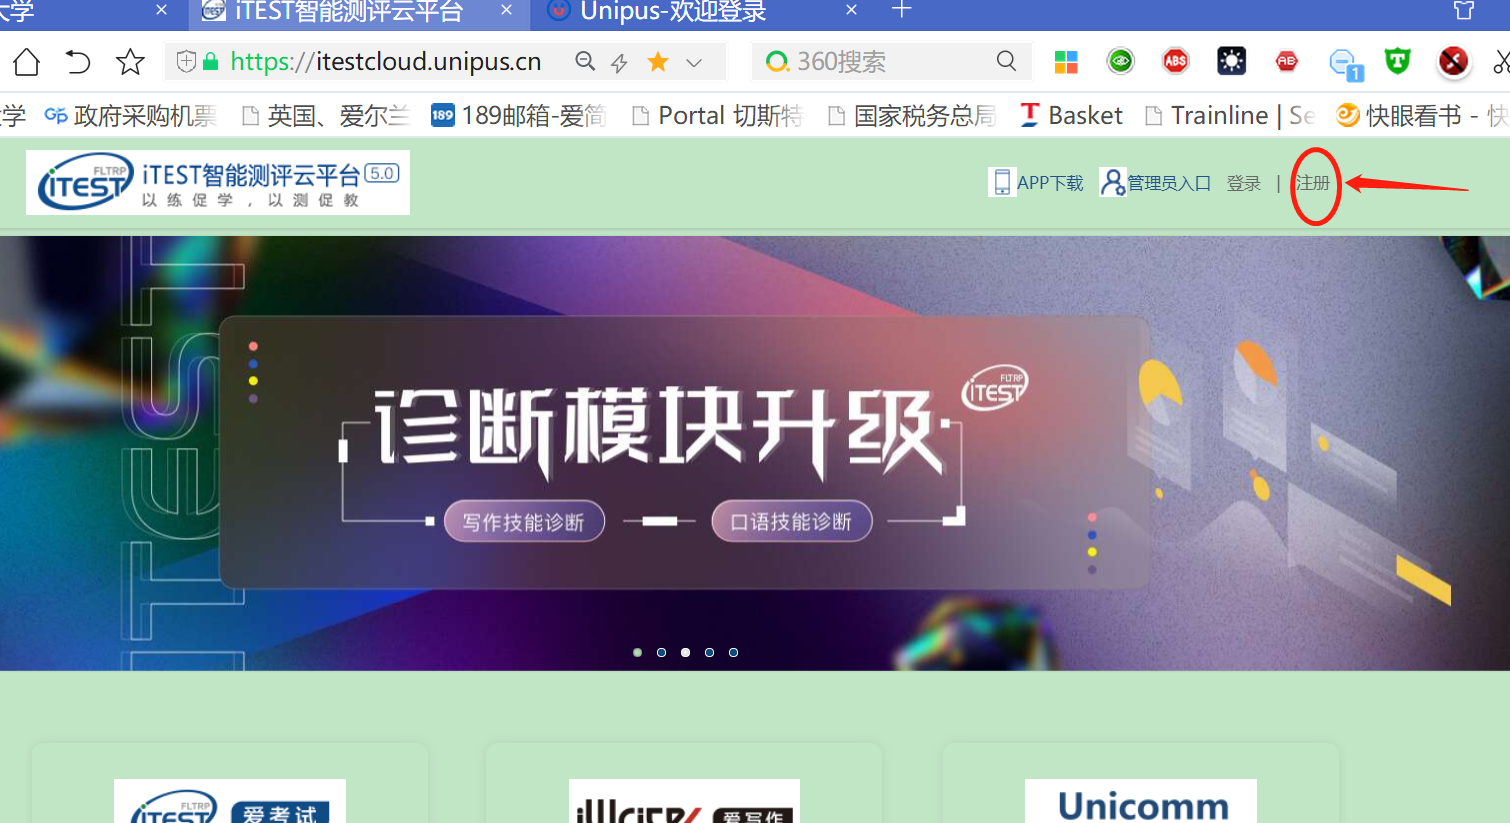 大学
iTEST智能测评云平台
Unipus-欢迎登录
https://itestcloud.unipus.cn
360搜索
ABS
AD
1
T
学
GP 政府采购机票
英国、爱尔兰
189 189邮箱-爱简
Portal 切斯特
国家税务总局
Basket
Trainline | Se
快眼看书 - 快
FLTRP
iTEST
iTEST智能测评云平台 5.0
以练促学，以测促教
APP下载
管理员入口
登录 | 注册
iTEST
诊断模块升级
FLTRP
iTEST
写作技能诊断
口语技能诊断
FLTRP
iTEST 爱考试
iWrite 爱写作
Unicomm